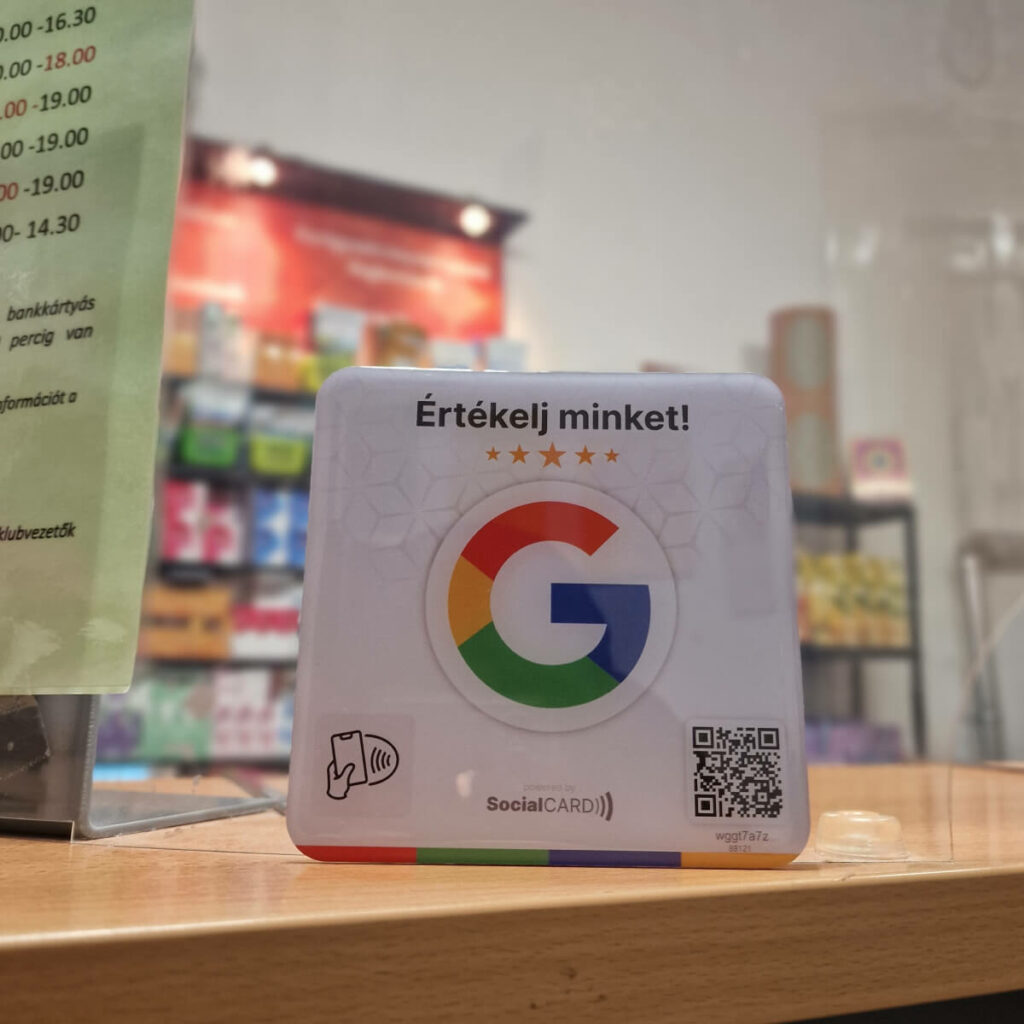 0.00 -16.30
0.00 -18.00
.00 -19.00
.00 -19.00
00 -19.00
00- 14.30
bankkártyás
percig van
nformációt a
klubvezetők
Értékelj minket!
powered by
SocialCARD
wggt7a7z
88121